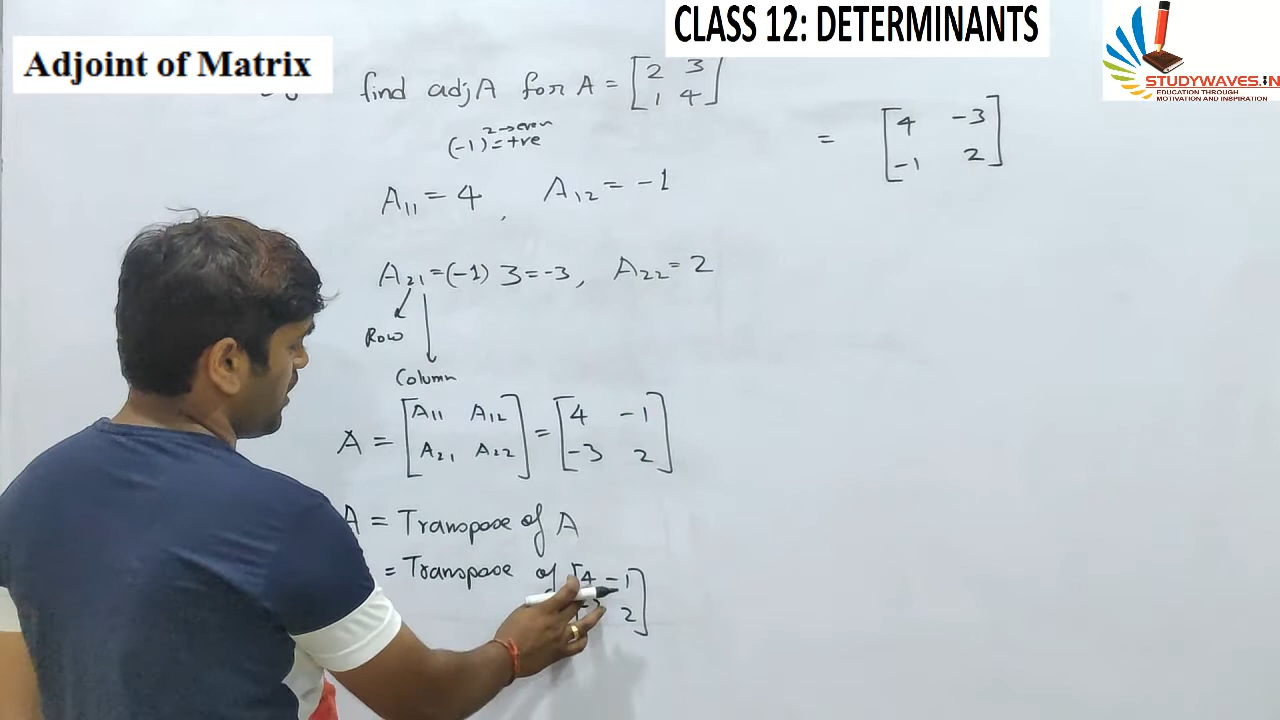 CLASS 12: DETERMINANTS
Adjoint of Matrix
STUDYWAVES.IN
EDUCATION THROUGH
MOTIVATION AND INSPIRATION
find adj A for A = [2 3
1 4]
(-1)² = +ve
2 → even
= [4 -3
-1 2]
A₁₁ = 4 , A₁₂ = -1
A₂₁ = (-1) 3 = -3, A₂₂ = 2
Row
Column
A = [A₁₁ A₁₂ = [4 -1
A₂₁ A₂₂] -3 2]
A = Transpose of A
= Transpose of [4 -1
2]